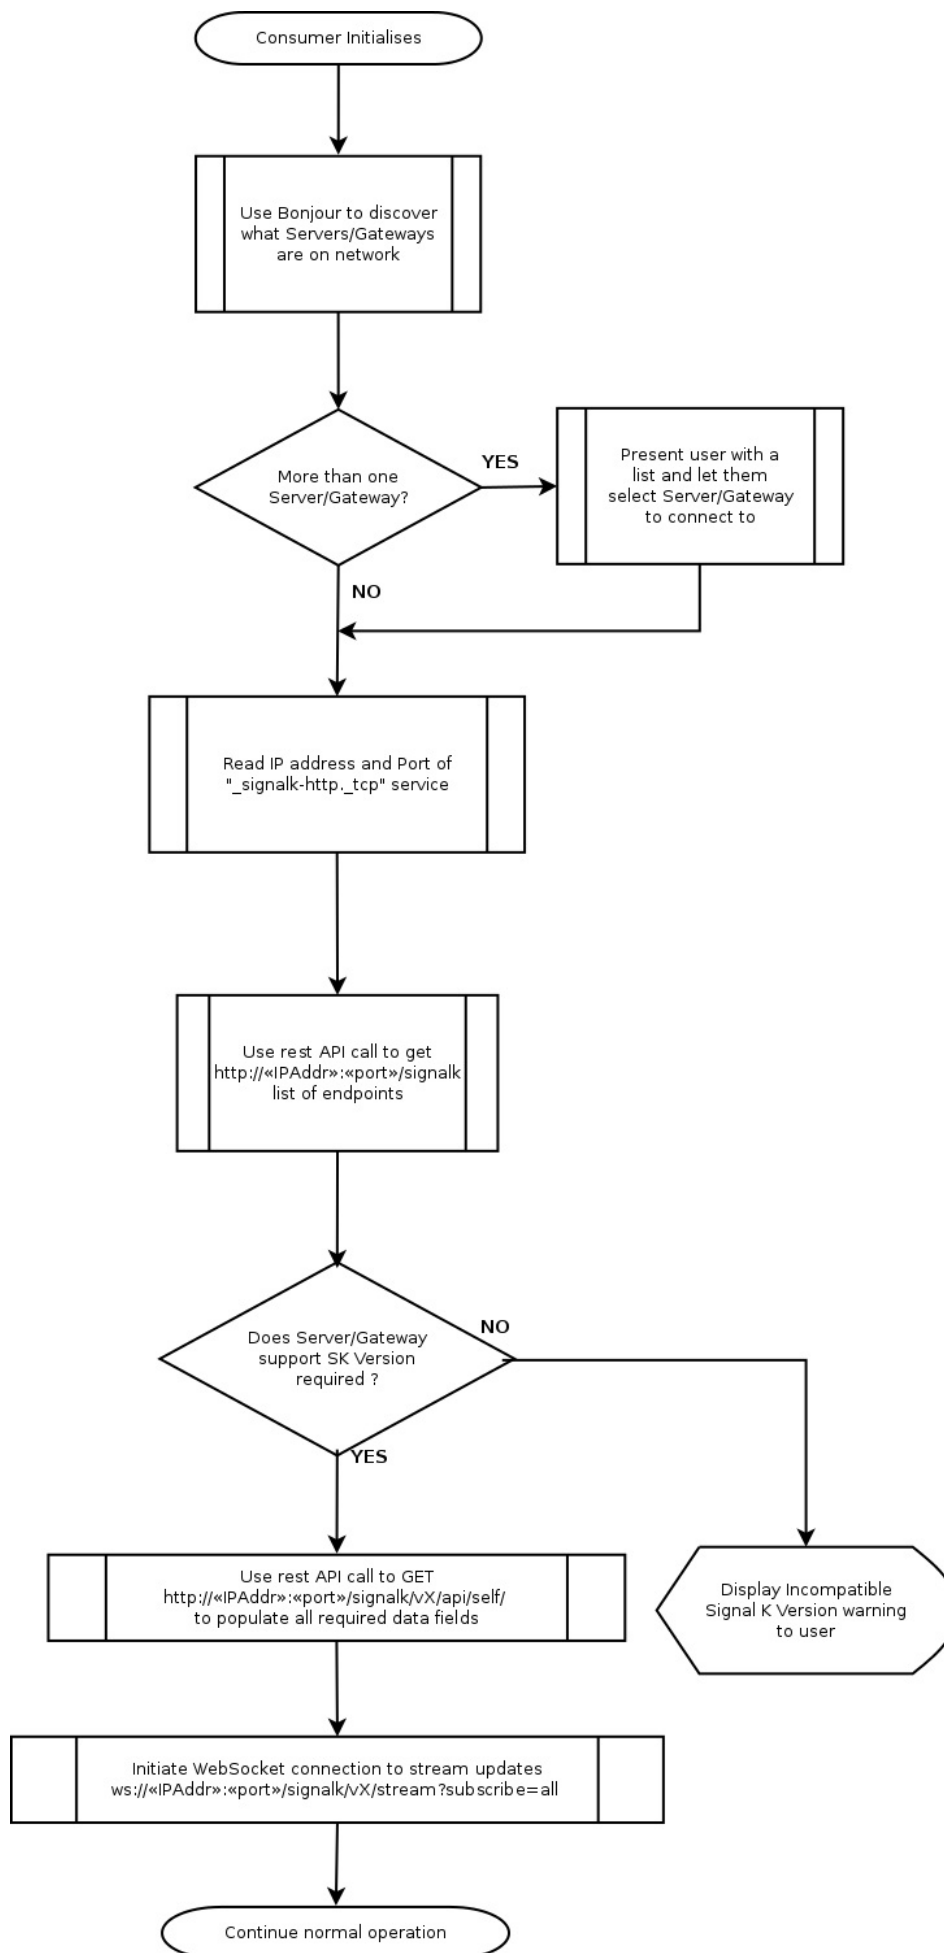 Consumer Initialises
Use Bonjour to discover
what Servers/Gateways
are on network
More than one
Server/Gateway?
YES
Present user with a
list and let them
select Server/Gateway
to connect to
NO
Read IP address and Port of
"_signalk-http._tcp" service
Use rest API call to get
http://«IPAddr»:«port»/signalk
list of endpoints
Does Server/Gateway
support SK Version
required ?
NO
YES
Use rest API call to GET
http://«IPAddr»:«port»/signalk/vX/api/self/
to populate all required data fields
Display Incompatible
Signal K Version warning
to user
Initiate WebSocket connection to stream updates
ws://«IPAddr»:«port»/signalk/vX/stream?subscribe=all
Continue normal operation